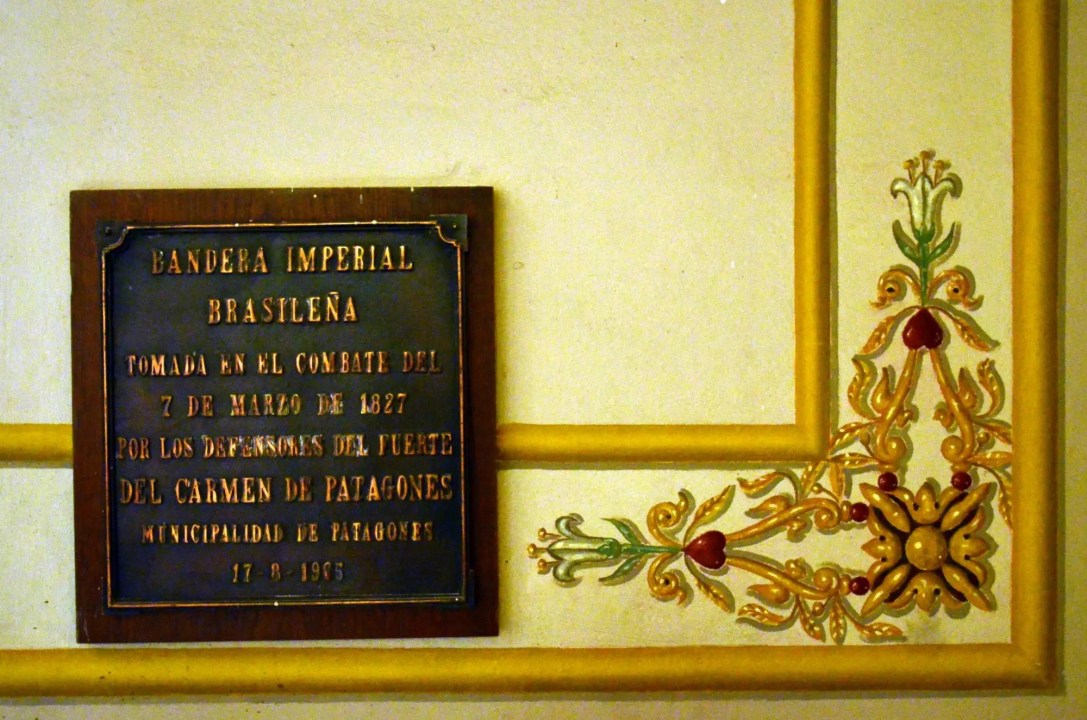 BANDERA IMPERIAL
BRASILEÑA
TOMADA EN EL COMBATE DEL
7 DE MARZO DE 1827
POR LOS DEFENSORES DEL FUERTE
DEL CARMEN DE PATAGONES
MUNICIPALIDAD DE PATAGONES